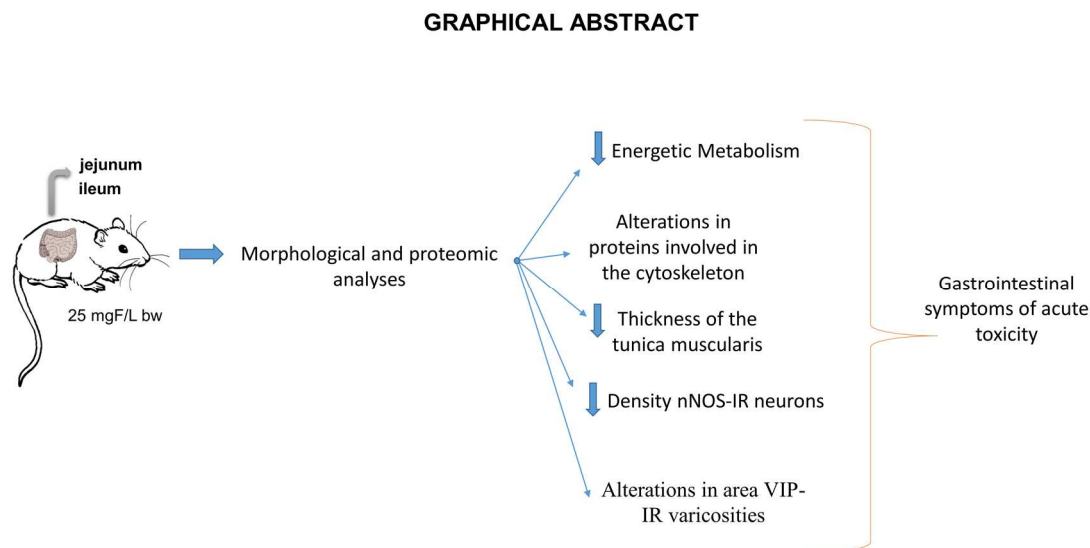 GRAPHICAL ABSTRACT
jejunum
ileum
25 mgF/L bw
Morphological and proteomic
analyses
Energetic Metabolism
Alterations in
proteins involved in
the cytoskeleton
Thickness of the
tunica muscularis
Density nNOS-IR neurons
Alterations in area VIP-
IR varicosities
Gastrointestinal
symptoms of acute
toxicity